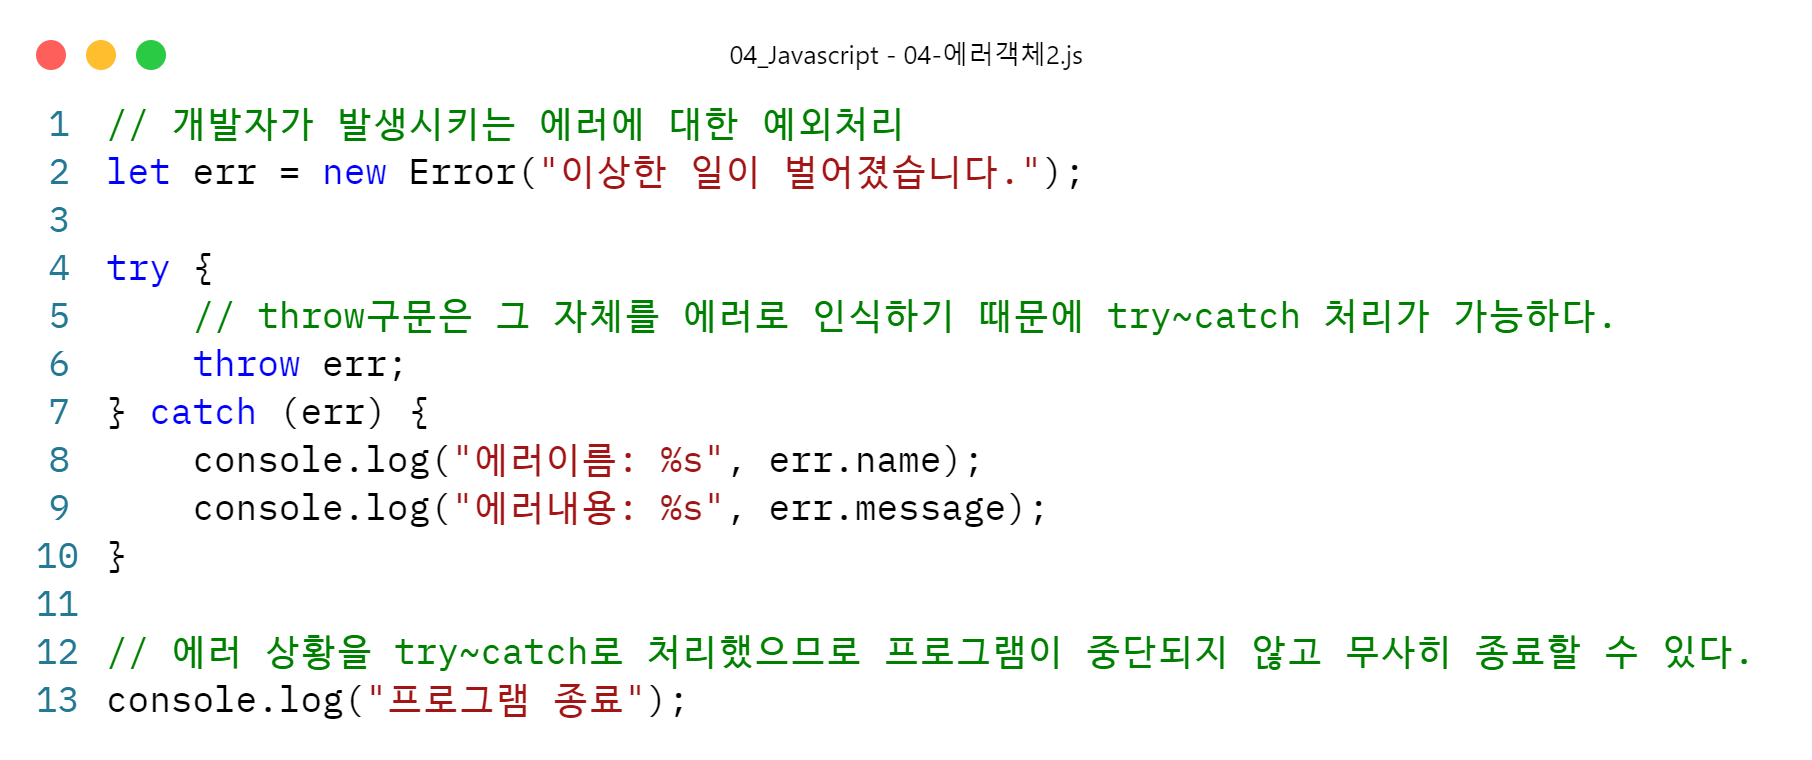 04_Javascript - 04-에러객체2.js
1 // 개발자가 발생시키는 에러에 대한 예외처리
2 let err = new Error("이상한 일이 벌어졌습니다.");
3
4 try {
5     // throw구문은 그 자체를 에러로 인식하기 때문에 try~catch 처리가 가능하다.
6     throw err;
7 } catch (err) {
8     console.log("에러이름: %s", err.name);
9     console.log("에러내용: %s", err.message);
10 }
11
12 // 에러 상황을 try~catch로 처리했으므로 프로그램이 중단되지 않고 무사히 종료할 수 있다.
13 console.log("프로그램 종료");